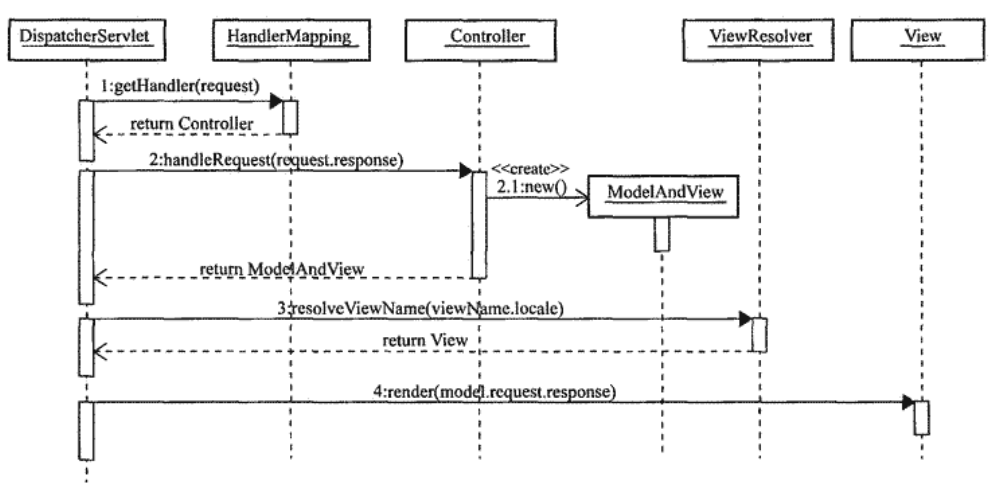 DispatcherServlet
HandlerMapping
Controller
ViewResolver
View
1:getHandler(request)
return Controller
2:handleRequest(request.response)
<<create>>
2.1:new()
ModelAndView
return ModelAndView
3:resolveViewName(viewName.locale)
return View
4:render(model.request.response)